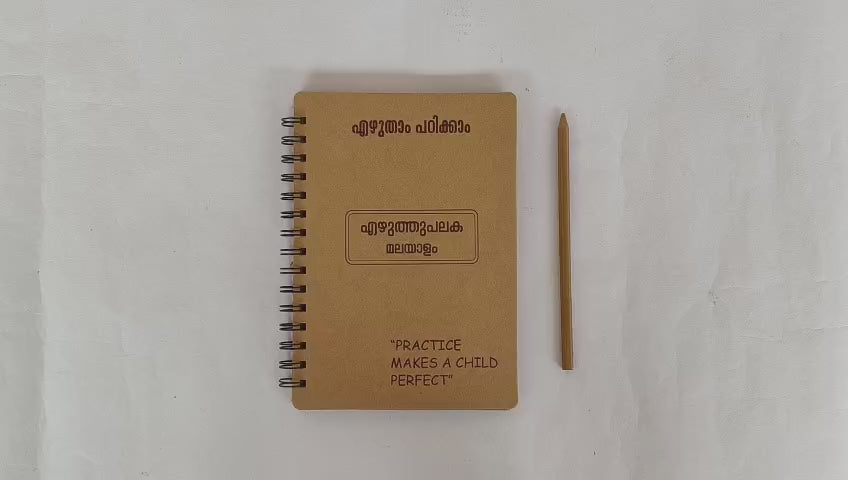 എഴുതാം പഠിക്കാം
എഴുത്തുപലക
മലയാളം
“PRACTICE
MAKES A CHILD
PERFECT”